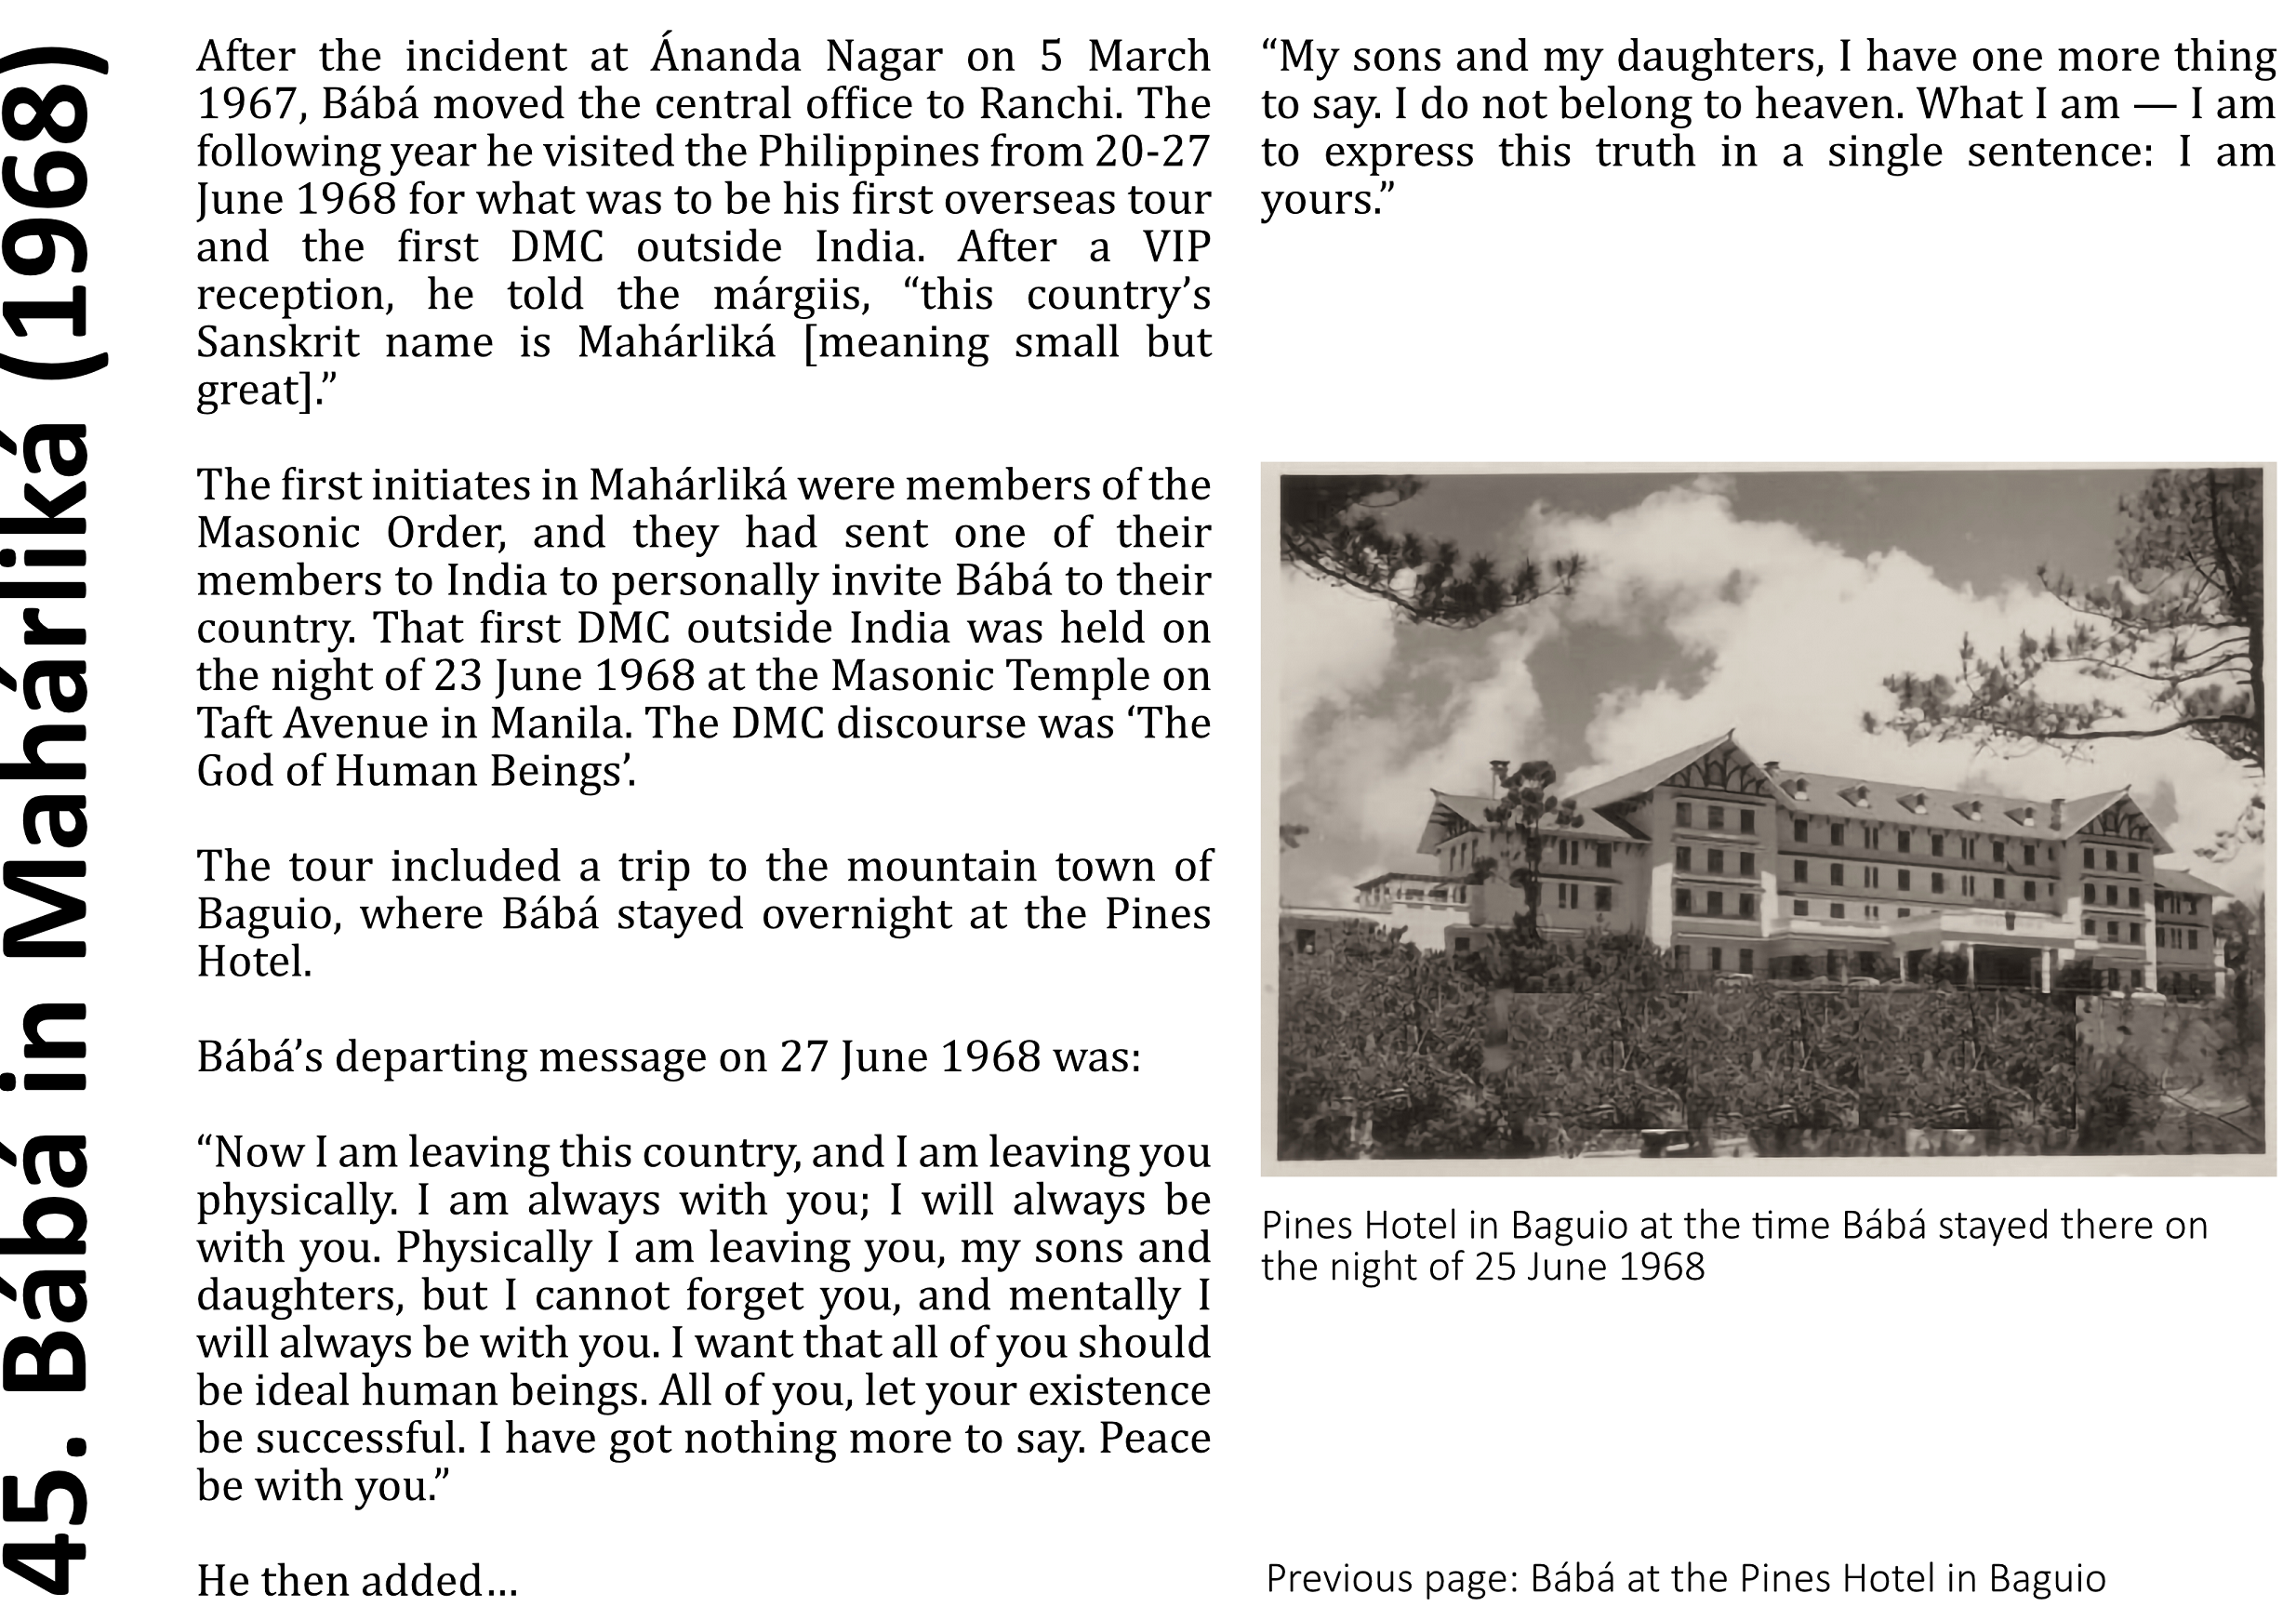 45. Bábá in Mahárliká (1968)
After the incident at Ánanda Nagar on 5 March
1967, Bábá moved the central office to Ranchi. The
following year he visited the Philippines from 20-27
June 1968 for what was to be his first overseas tour
and the first DMC outside India. After a VIP
reception, he told the márgiis, “this country’s
Sanskrit name is Mahárliká [meaning small but
great].”
The first initiates in Mahárliká were members of the
Masonic Order, and they had sent one of their
members to India to personally invite Bábá to their
country. That first DMC outside India was held on
the night of 23 June 1968 at the Masonic Temple on
Taft Avenue in Manila. The DMC discourse was ‘The
God of Human Beings’.
The tour included a trip to the mountain town of
Baguio, where Bábá stayed overnight at the Pines
Hotel.
Bábá’s departing message on 27 June 1968 was:
“Now I am leaving this country, and I am leaving you
physically. I am always with you; I will always be
with you. Physically I am leaving you, my sons and
daughters, but I cannot forget you, and mentally I
will always be with you. I want that all of you should
be ideal human beings. All of you, let your existence
be successful. I have got nothing more to say. Peace
be with you.”
He then added…
“My sons and my daughters, I have one more thing
to say. I do not belong to heaven. What I am — I am
to express this truth in a single sentence: I am
yours.”
Pines Hotel in Baguio at the time Bábá stayed there on
the night of 25 June 1968
Previous page: Bábá at the Pines Hotel in Baguio